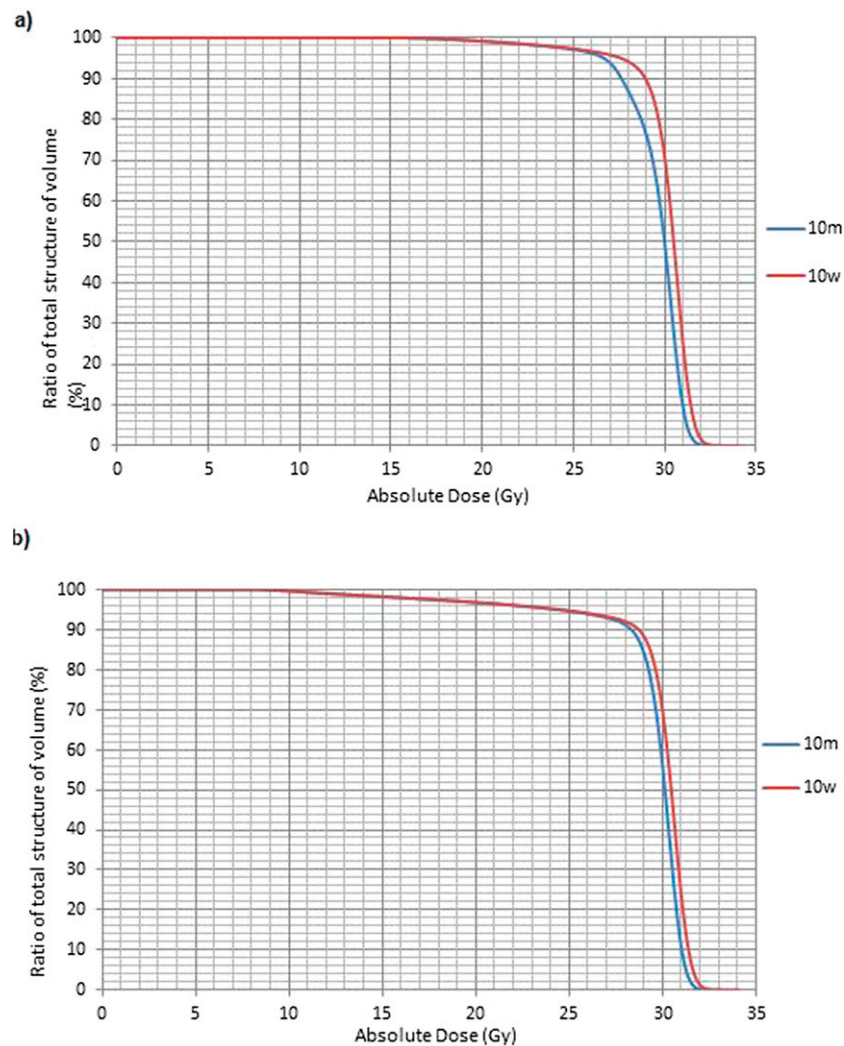 a)
100
90
80
70
60
50
40
30
20
10
0
Ratio of total structure of volume
(%)
0 5 10 15 20 25 30 35
Absolute Dose (Gy)
10m
10w
b)
100
90
80
70
60
50
40
30
20
10
0
Ratio of total structure of volume (%)
0 5 10 15 20 25 30 35
Absolute Dose (Gy)
10m
10w